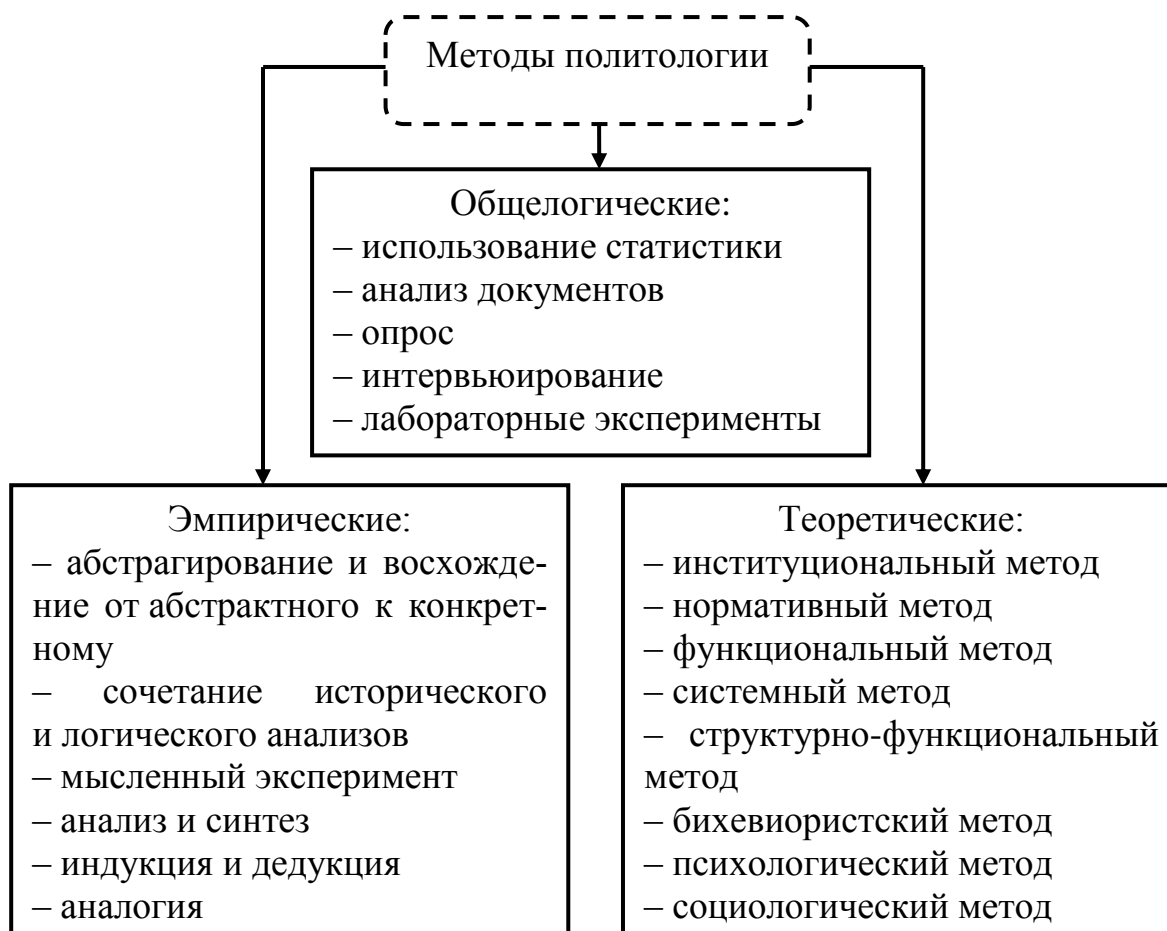 Методы политологии
Общелогические:
– использование статистики
– анализ документов
– опрос
– интервьюирование
– лабораторные эксперименты
Эмпирические:
– абстрагирование и восхожде-
ние от абстрактного к конкрет-
ному
– сочетание исторического
и логического анализов
– мысленный эксперимент
– анализ и синтез
– индукция и дедукция
– аналогия
Теоретические:
– институциональный метод
– нормативный метод
– функциональный метод
– системный метод
– структурно-функциональный
метод
– бихевиористский метод
– психологический метод
– социологический метод